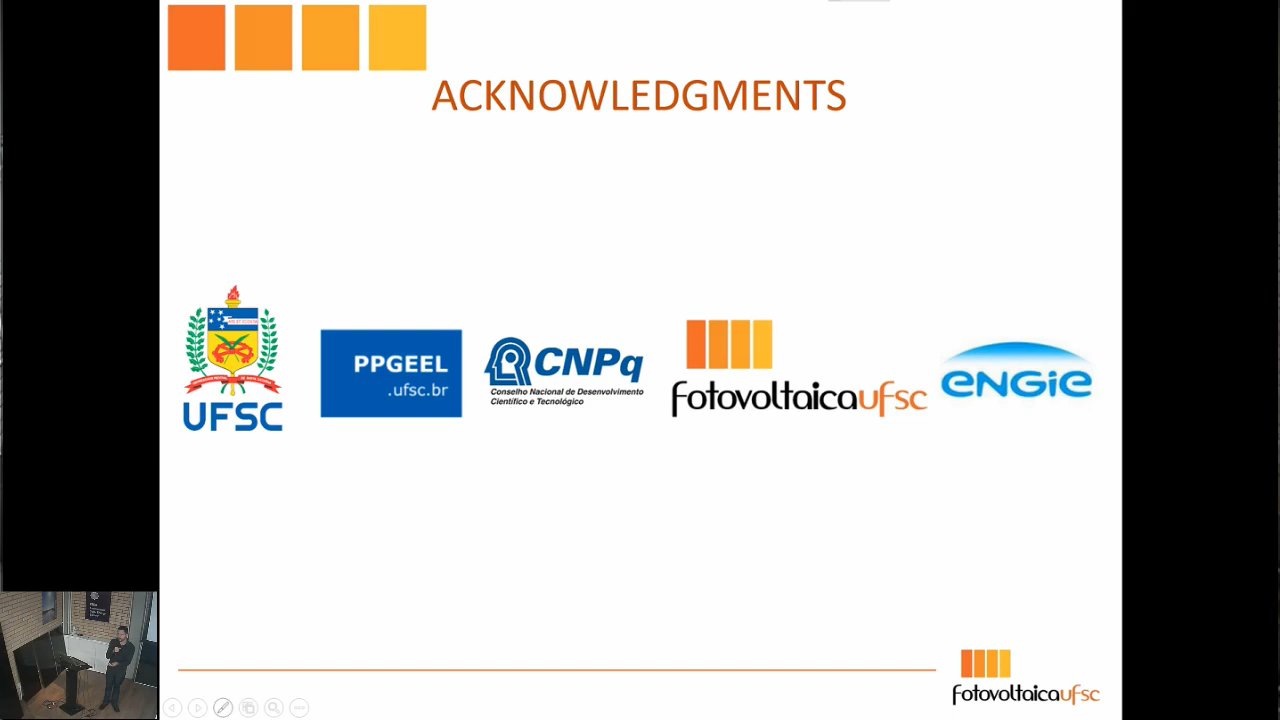 ACKNOWLEDGMENTS
UFSC
PPGEEL
.ufsc.br
CNPq
Conselho Nacional de Desenvolvimento
Científico e Tecnológico
fotovoltaicaufsc
engie
fotovoltaicaufsc